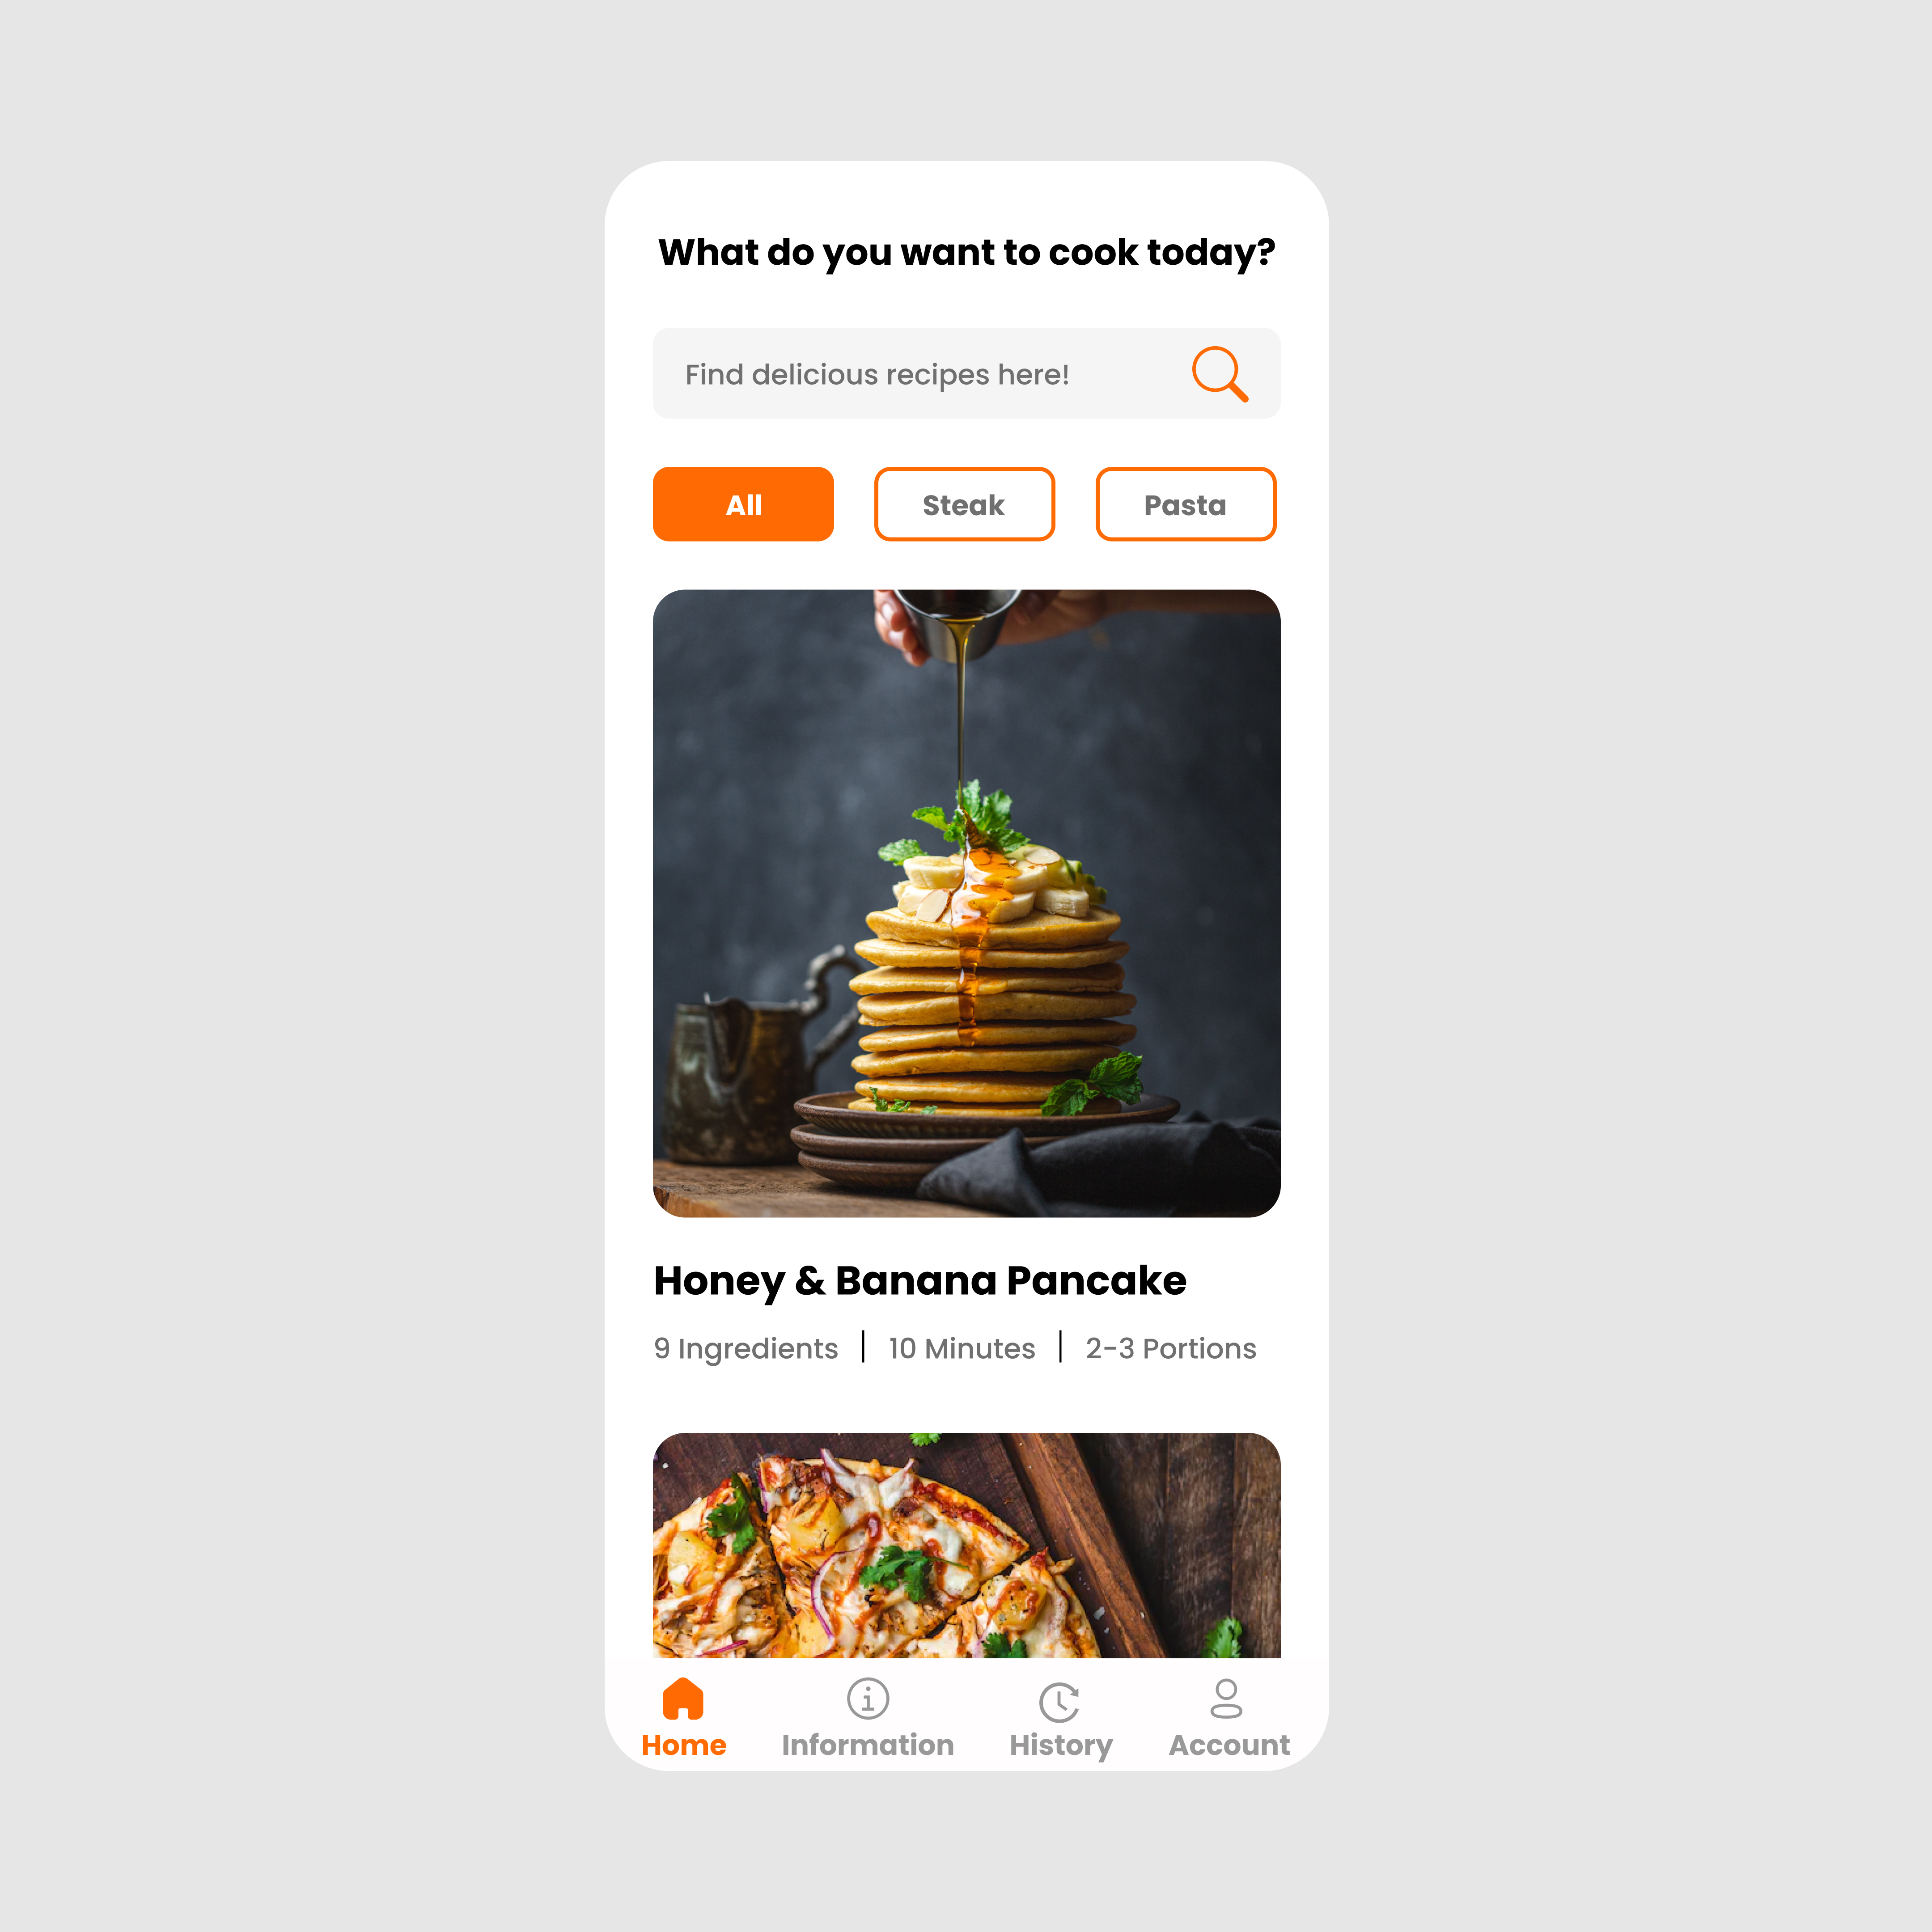 What do you want to cook today?
Find delicious recipes here!
All Steak Pasta
Honey & Banana Pancake
9 Ingredients | 10 Minutes | 2-3 Portions
Home Information History Account